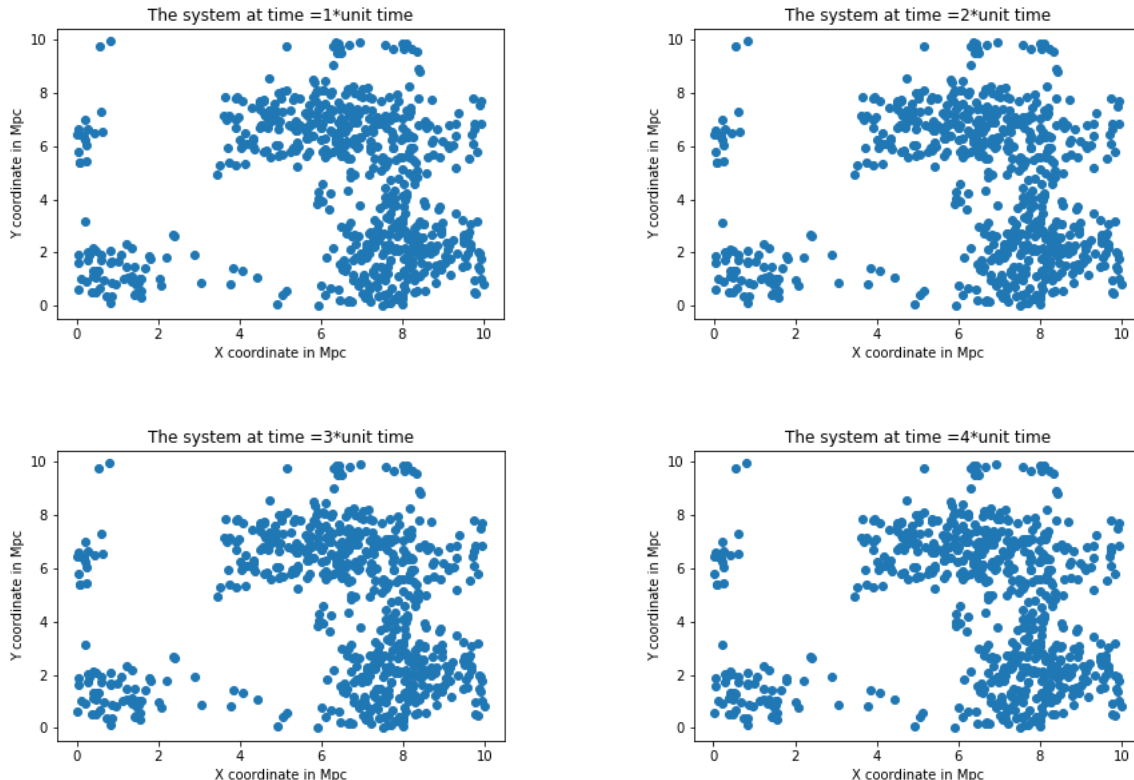 The system at time =1*unit time
10
8
6
4
2
0
Y coordinate in Mpc
0 2 4 6 8 10
X coordinate in Mpc
The system at time =2*unit time
10
8
6
4
2
0
Y coordinate in Mpc
0 2 4 6 8 10
X coordinate in Mpc
The system at time =3*unit time
10
8
6
4
2
0
Y coordinate in Mpc
0 2 4 6 8 10
X coordinate in Mpc
The system at time =4*unit time
10
8
6
4
2
0
Y coordinate in Mpc
0 2 4 6 8 10
X coordinate in Mpc